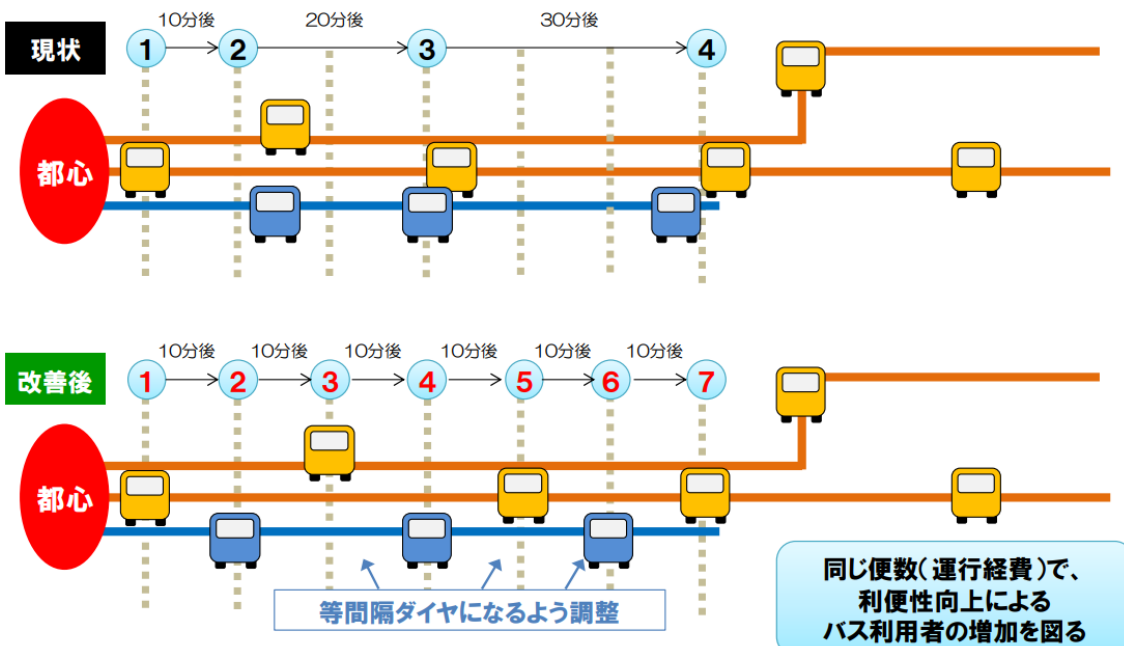 10分後
20分後
30分後
現状
1
2
3
4
都心
10分後
10分後
10分後
10分後
10分後
10分後
改善後
1
2
3
4
5
6
7
都心
等間隔ダイヤになるよう調整
同じ便数(運行経費)で、
利便性向上による
バス利用者の増加を図る